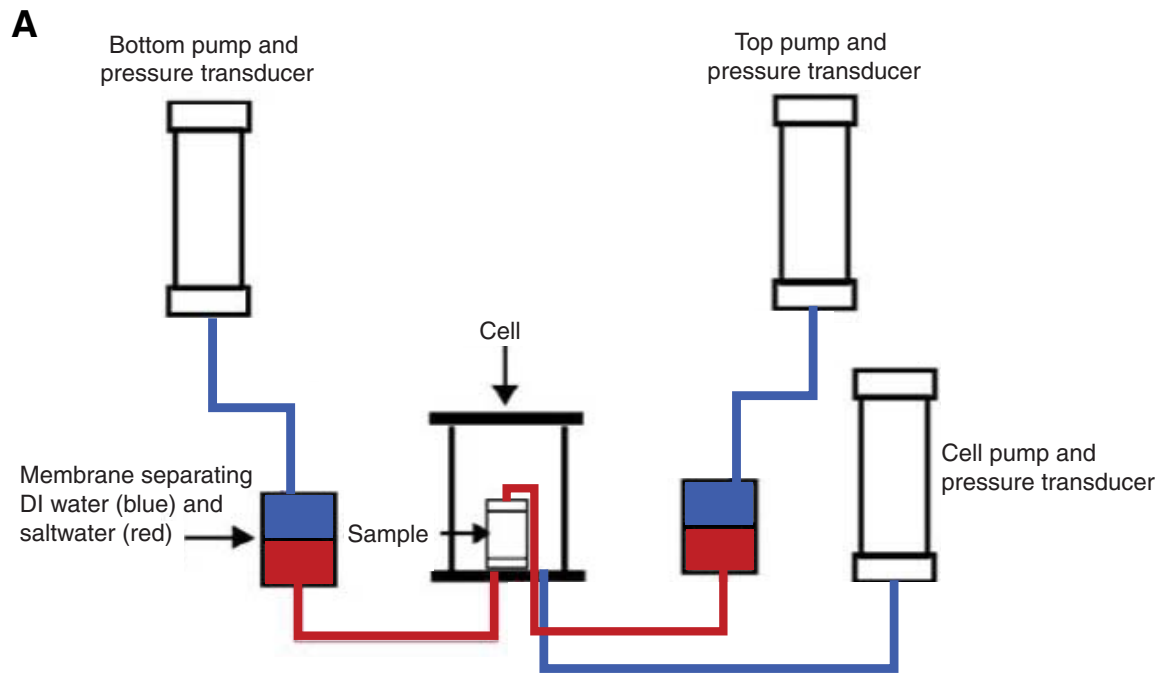 A
Bottom pump and
pressure transducer
Top pump and
pressure transducer
Cell
Cell pump and
pressure transducer
Membrane separating
DI water (blue) and
saltwater (red)
Sample